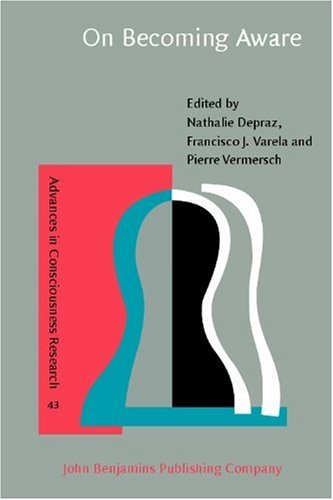 On Becoming Aware
Edited by
Nathalie Depraz,
Francisco J. Varela and
Pierre Vermersch
Advances in Consciousness Research
43
John Benjamins Publishing Company